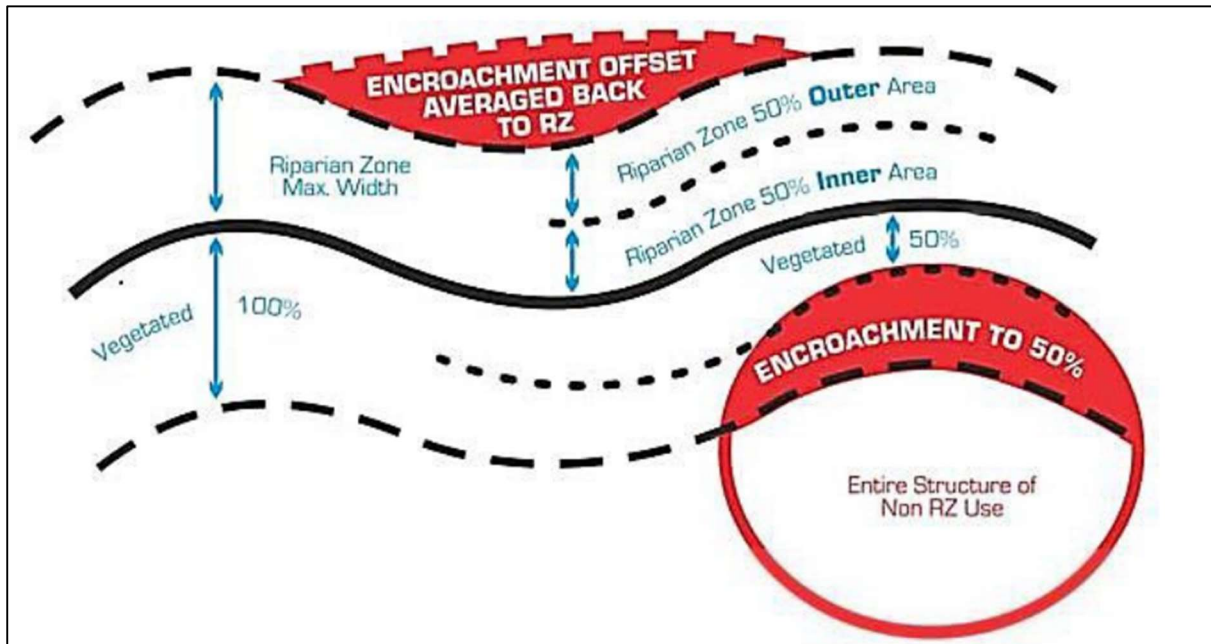 ENCROACHMENT OFFSET
AVERAGED BACK
TO RZ
Riparian Zone
Max. Width
Riparian Zone 50% Outer Area
Riparian Zone 50% Inner Area
Vegetated 50%
Vegetated 100%
ENCROACHMENT TO 50%
Entire Structure of
Non RZ Use